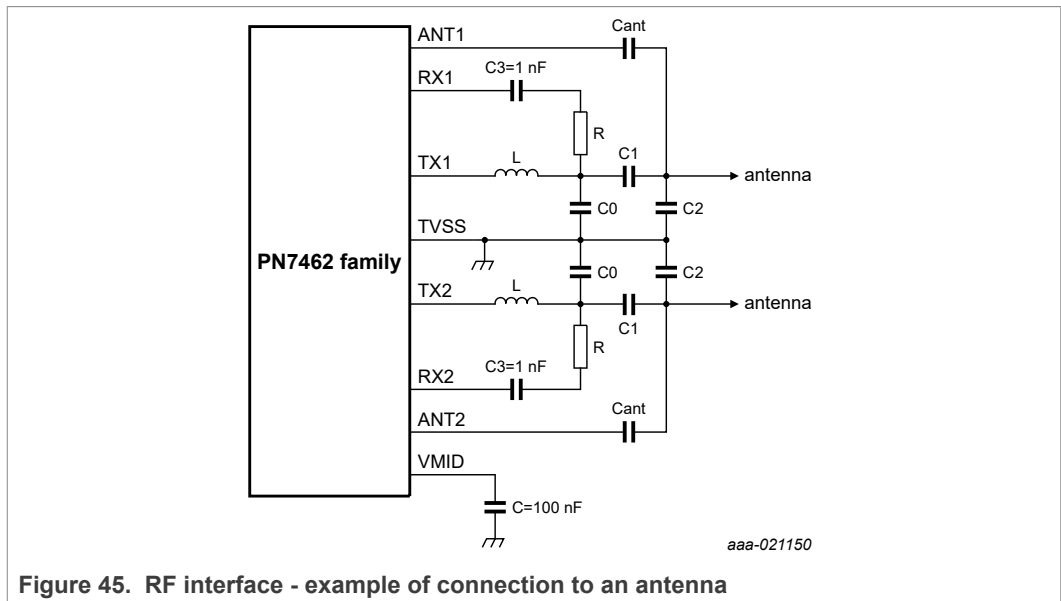 ANT1
Cant
RX1
C3=1 nF
R
TX1
L
C1
antenna
C0
C2
TVSS
PN7462 family
C0
C2
TX2
L
antenna
C1
R
C3=1 nF
RX2
Cant
ANT2
VMID
C=100 nF
aaa-021150
Figure 45. RF interface - example of connection to an antenna